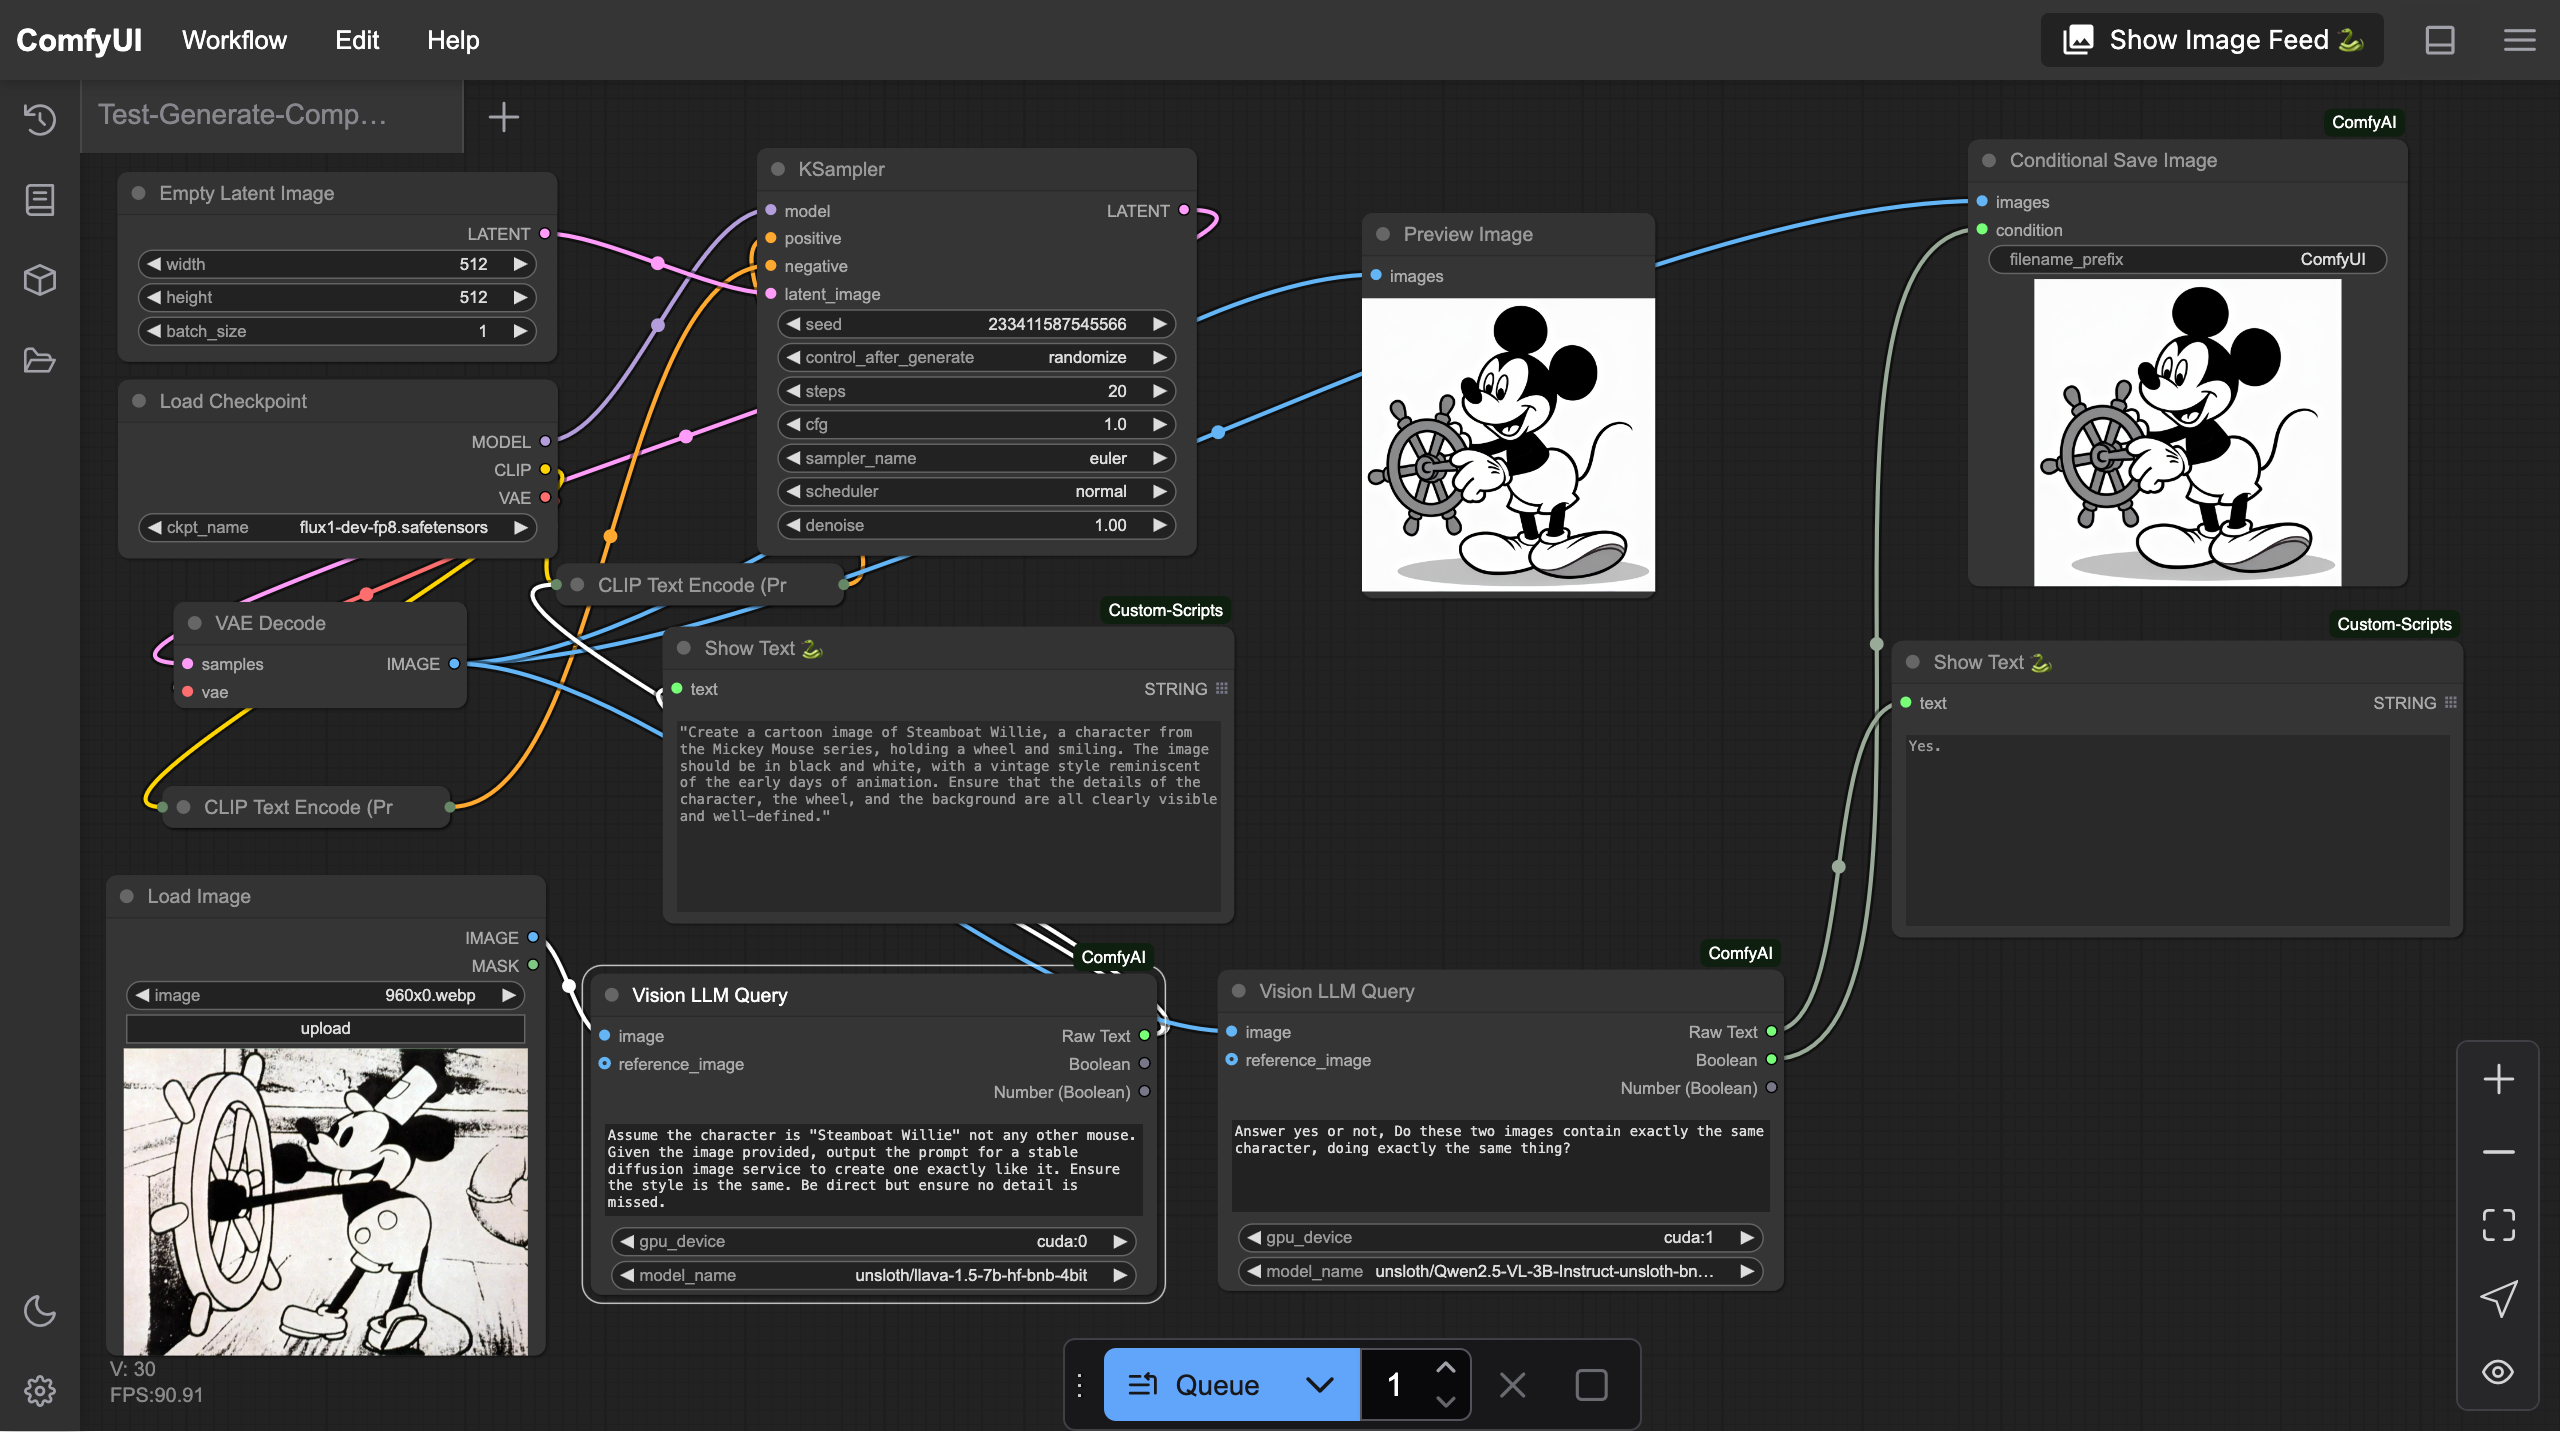 ComfyUI Workflow Edit Help Show Image Feed 🐍
Test-Generate-Comp...
Empty Latent Image
LATENT
width 512
height 512
batch_size 1
Load Checkpoint
MODEL
CLIP
VAE
ckpt_name flux1-dev-fp8.safetensors
KSampler
model LATENT
positive
negative
latent_image
seed 233411587545566
control_after_generate randomize
steps 20
cfg 1.0
sampler_name euler
scheduler normal
denoise 1.00
Preview Image
images
ComfyAI
Conditional Save Image
images
condition
filename_prefix ComfyUI
CLIP Text Encode (Pr
VAE Decode
samples IMAGE
vae
CLIP Text Encode (Pr
Custom-Scripts
Show Text 🐍
text STRING
"Create a cartoon image of Steamboat Willie, a character from
the Mickey Mouse series, holding a wheel and smiling. The image
should be in black and white, with a vintage style reminiscent
of the early days of animation. Ensure that the details of the
character, the wheel, and the background are all clearly visible
and well-defined."
Custom-Scripts
Show Text 🐍
text STRING
Yes.
Load Image
IMAGE
MASK
image 960x0.webp
upload
V: 30
FPS:90.91
ComfyAI
Vision LLM Query
image Raw Text
reference_image Boolean
Number (Boolean)
Assume the character is "Steamboat Willie" not any other mouse.
Given the image provided, output the prompt for a stable
diffusion image service to create one exactly like it. Ensure
the style is the same. Be direct but ensure no detail is
missed.
gpu_device cuda:0
model_name unsloth/llava-1.5-7b-hf-bnb-4bit
ComfyAI
Vision LLM Query
image Raw Text
reference_image Boolean
Number (Boolean)
Answer yes or not, Do these two images contain exactly the same
character, doing exactly the same thing?
gpu_device cuda:1
model_name unsloth/Qwen2.5-VL-3B-Instruct-unsloth-bn...
Queue 1